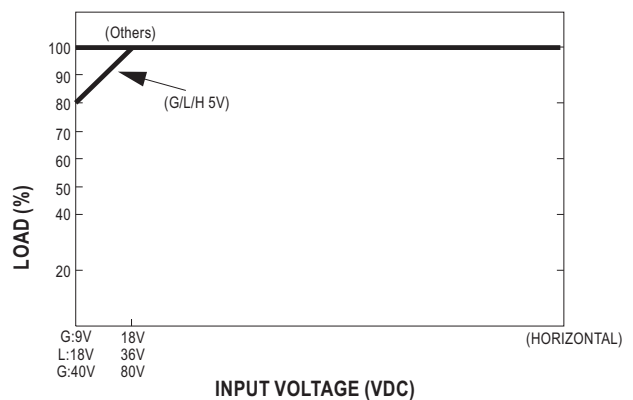 (Others)
100
90
(G/L/H 5V)
80
70
60
50
40
20
LOAD (%)
G:9V 18V (HORIZONTAL)
L:18V 36V
G:40V 80V
INPUT VOLTAGE (VDC)